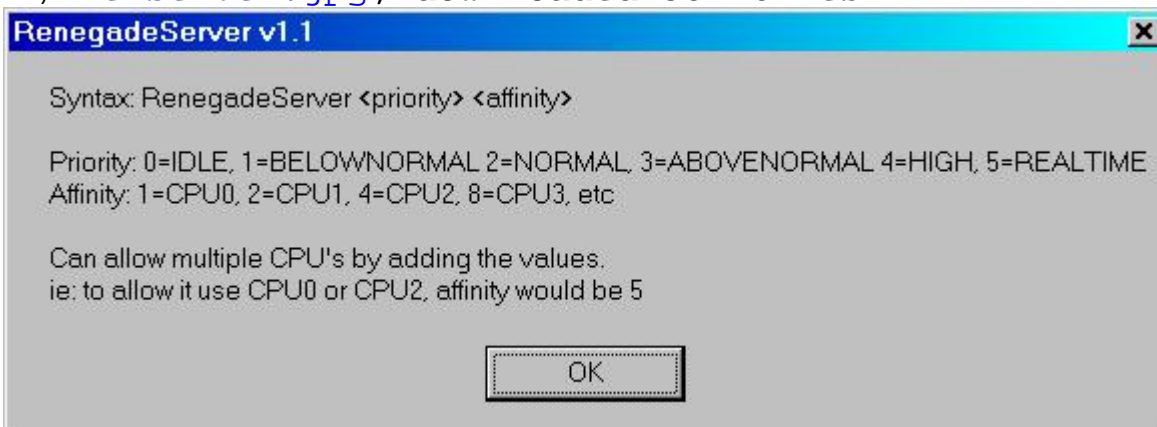 RenegadeServer v1.1
Syntax: RenegadeServer <priority> <affinity>
Priority: 0=IDLE, 1=BELOWNORMAL 2=NORMAL, 3=ABOVENORMAL 4=HIGH, 5=REALTIME
Affinity: 1=CPU0, 2=CPU1, 4=CPU2, 8=CPU3, etc
Can allow multiple CPU's by adding the values.
ie: to allow it use CPU0 or CPU2, affinity would be 5
OK